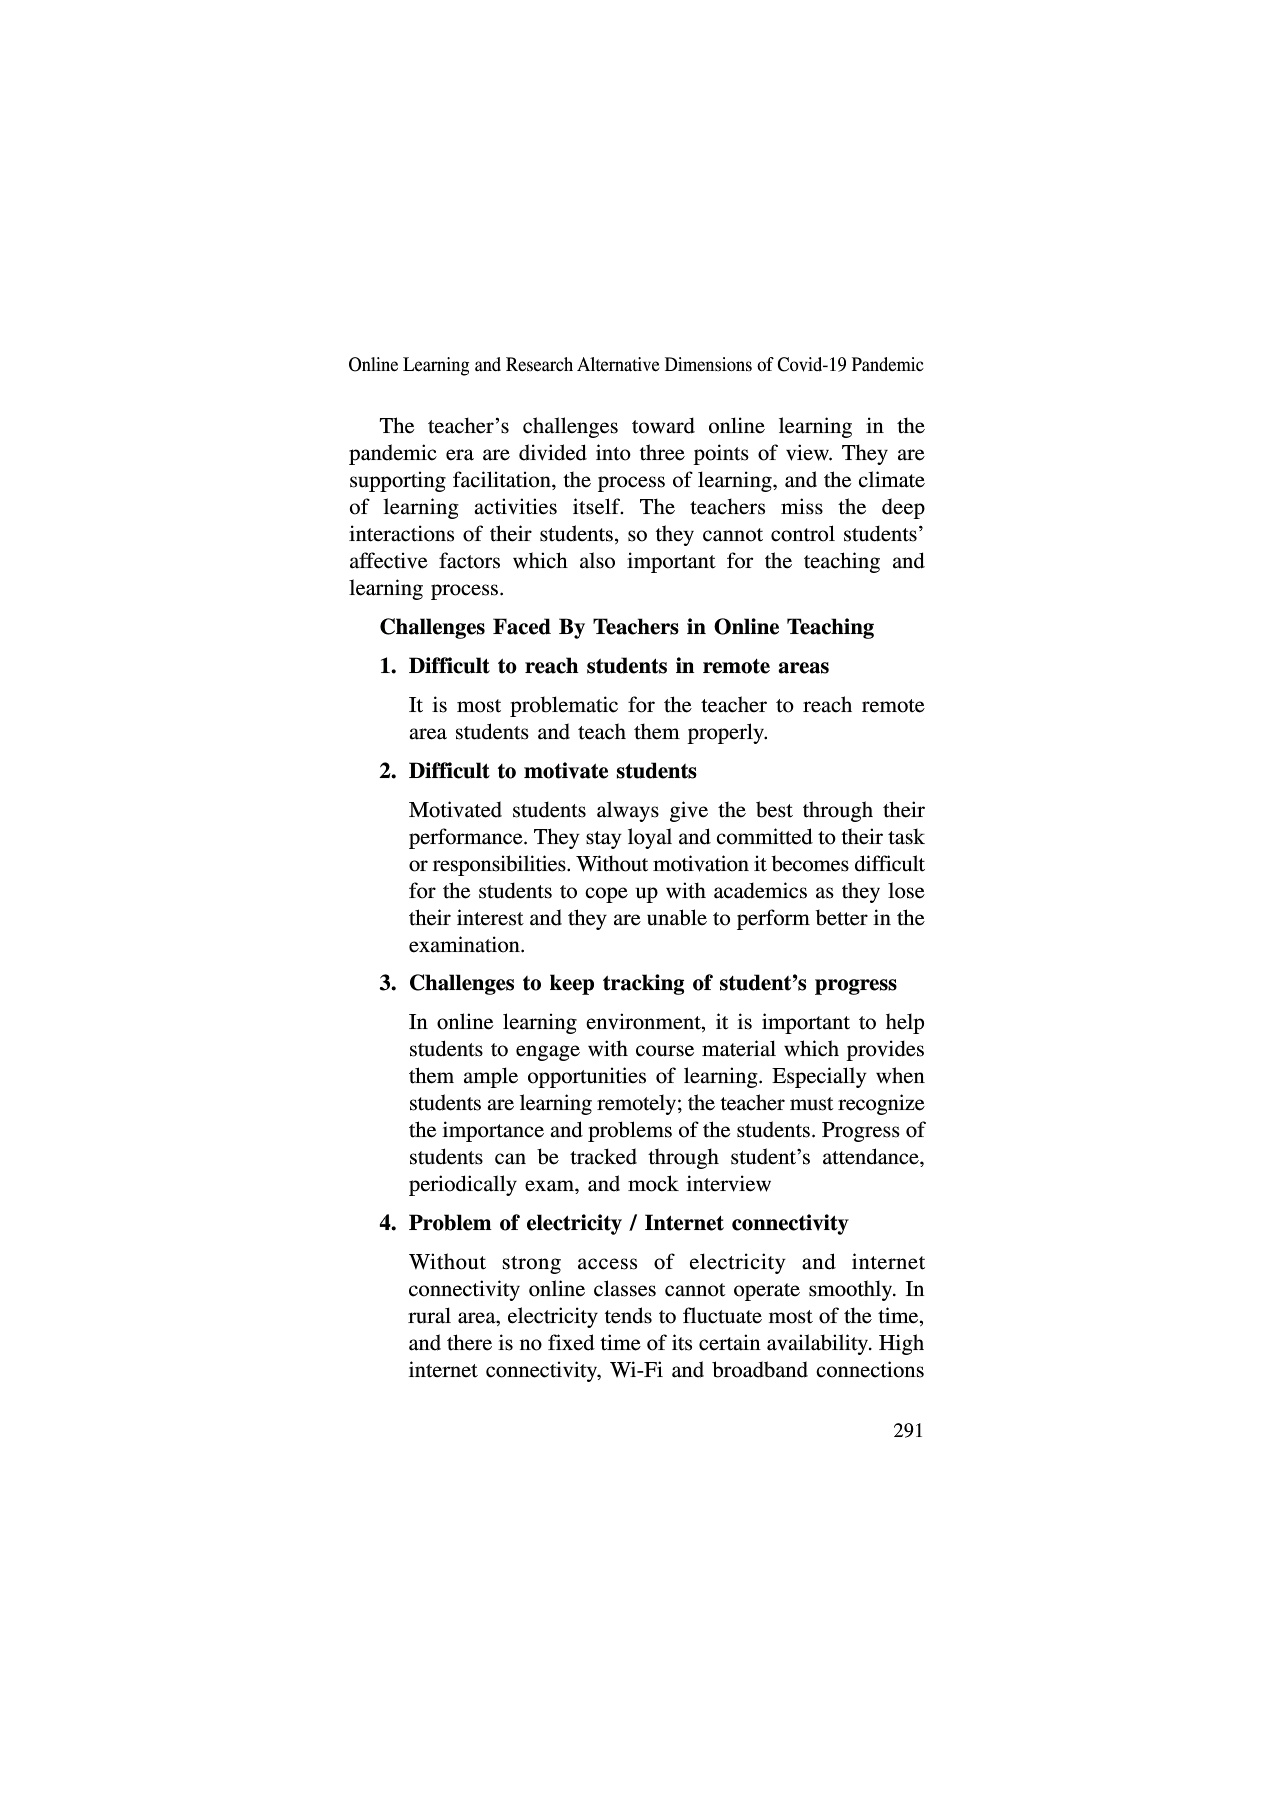 Online Learning and Research Alternative Dimensions of Covid-19 Pandemic
The teacher’s challenges toward online learning in the
pandemic era are divided into three points of view. They are
supporting facilitation, the process of learning, and the climate
of learning activities itself. The teachers miss the deep
interactions of their students, so they cannot control students’
affective factors which also important for the teaching and
learning process.
Challenges Faced By Teachers in Online Teaching
1. Difficult to reach students in remote areas
It is most problematic for the teacher to reach remote
area students and teach them properly.
2. Difficult to motivate students
Motivated students always give the best through their
performance. They stay loyal and committed to their task
or responsibilities. Without motivation it becomes difficult
for the students to cope up with academics as they lose
their interest and they are unable to perform better in the
examination.
3. Challenges to keep tracking of student’s progress
In online learning environment, it is important to help
students to engage with course material which provides
them ample opportunities of learning. Especially when
students are learning remotely; the teacher must recognize
the importance and problems of the students. Progress of
students can be tracked through student’s attendance,
periodically exam, and mock interview
4. Problem of electricity / Internet connectivity
Without strong access of electricity and internet
connectivity online classes cannot operate smoothly. In
rural area, electricity tends to fluctuate most of the time,
and there is no fixed time of its certain availability. High
internet connectivity, Wi-Fi and broadband connections
291